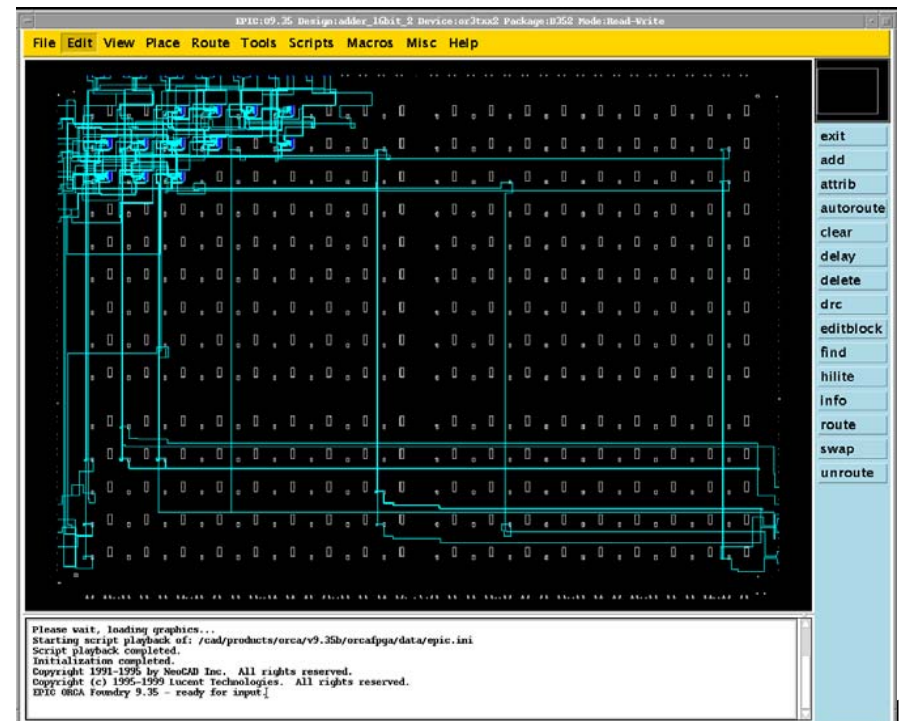 EPIC:09.35 Design:adder_16bit_2 Device:or3txx2 Package:B352 Mode:Read-Write
File Edit View Place Route Tools Scripts Macros Misc Help
exit
add
attrib
autoroute
clear
delay
delete
drc
editblock
find
hilite
info
route
swap
unroute
Please wait, loading graphics...
Starting script playback of: /cad/products/orca/v9.35b/orcafpga/data/epic.ini
Script playback completed.
Initialization completed.
Copyright 1991-1995 by NeoCAD Inc. All rights reserved.
Copyright (c) 1995-1999 Lucent Technologies. All rights reserved.
EPIC ORCA Foundry 9.35 - ready for input.